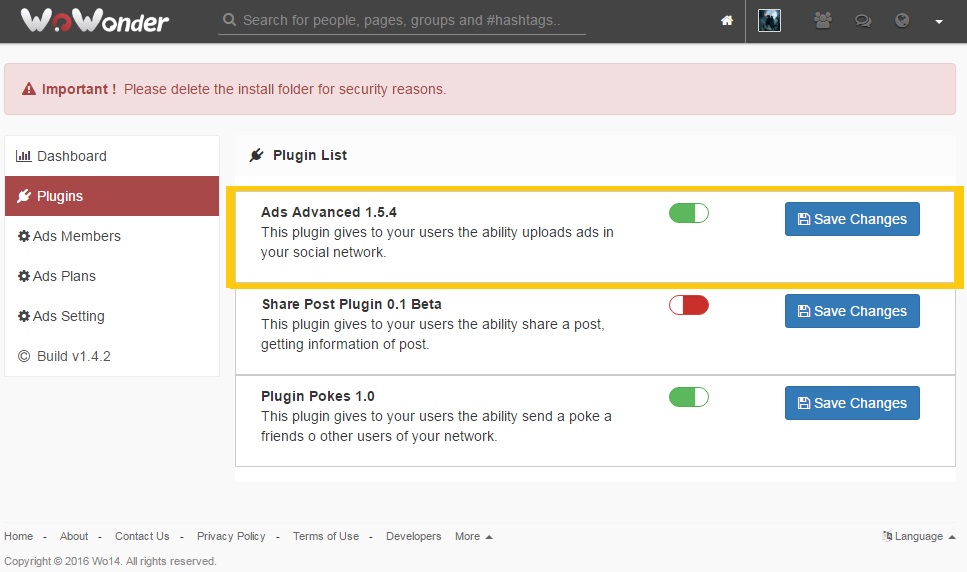 WoWonder
Search for people, pages, groups and #hashtags..
Important ! Please delete the install folder for security reasons.
Dashboard
Plugins
Ads Members
Ads Plans
Ads Setting
© Build v1.4.2
Plugin List
Ads Advanced 1.5.4
This plugin gives to your users the ability uploads ads in
your social network.
Save Changes
Share Post Plugin 0.1 Beta
This plugin gives to your users the ability share a post,
getting information of post.
Save Changes
Plugin Pokes 1.0
This plugin gives to your users the ability send a poke a
friends o other users of your network.
Save Changes
Home - About - Contact Us - Privacy Policy - Terms of Use - Developers More
Language
Copyright © 2016 Wo14. All rights reserved.